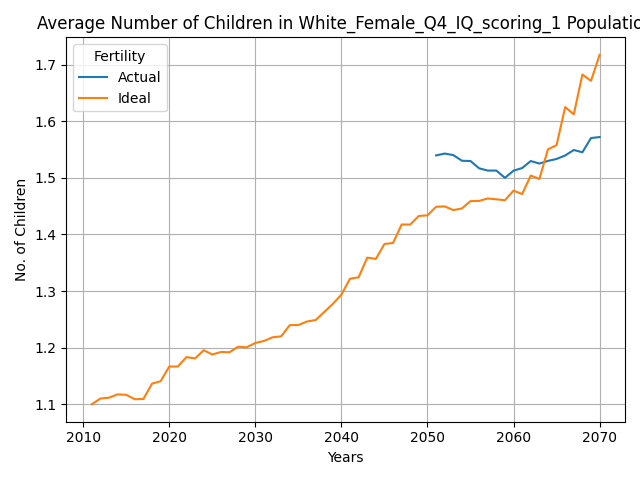 Average Number of Children in White_Female_Q4_IQ_scoring_1 Populatio
Fertility
Actual
Ideal
1.7
1.6
1.5
1.4
1.3
1.2
1.1
No. of Children
2010 2020 2030 2040 2050 2060 2070
Years